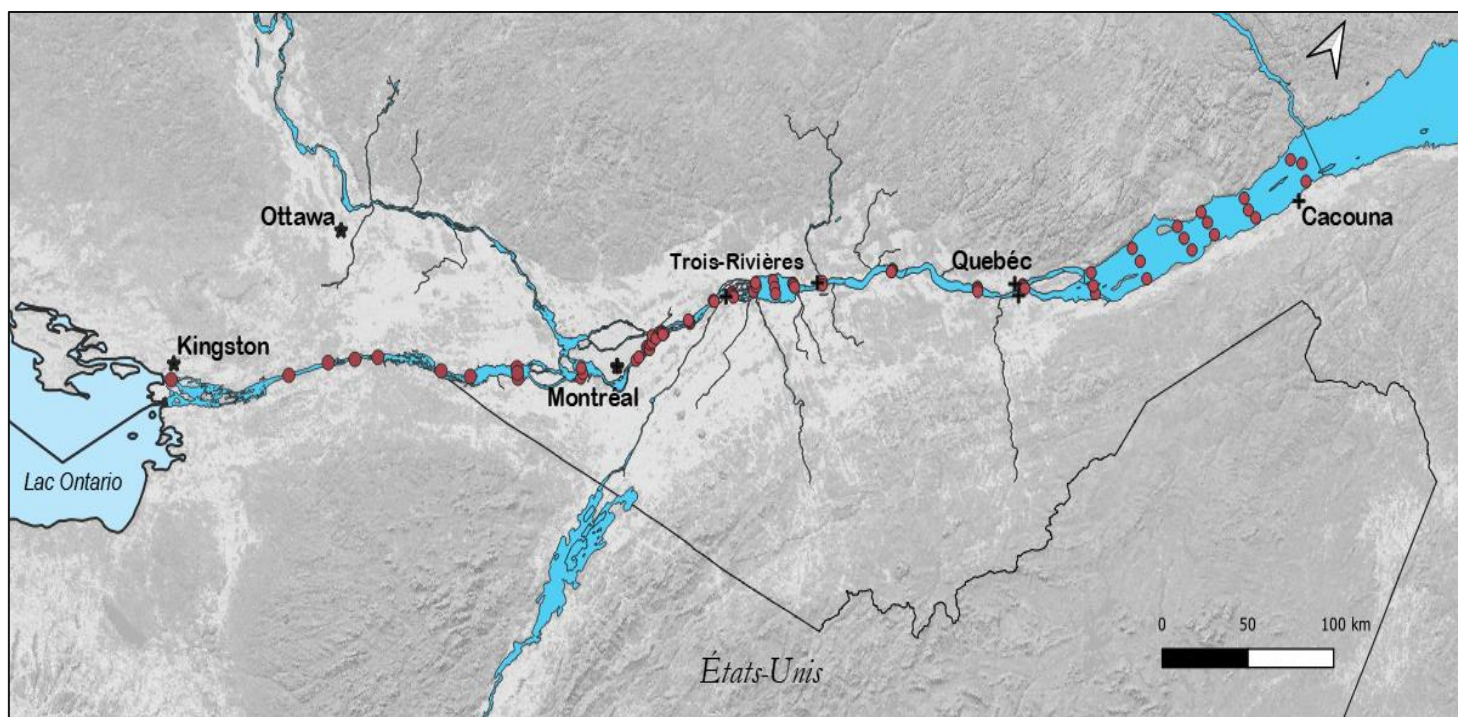 Ottawa
Trois-Rivières
Quebéc
Cacouna
Kingston
Montréal
Lac Ontario
0 50 100 km
États-Unis